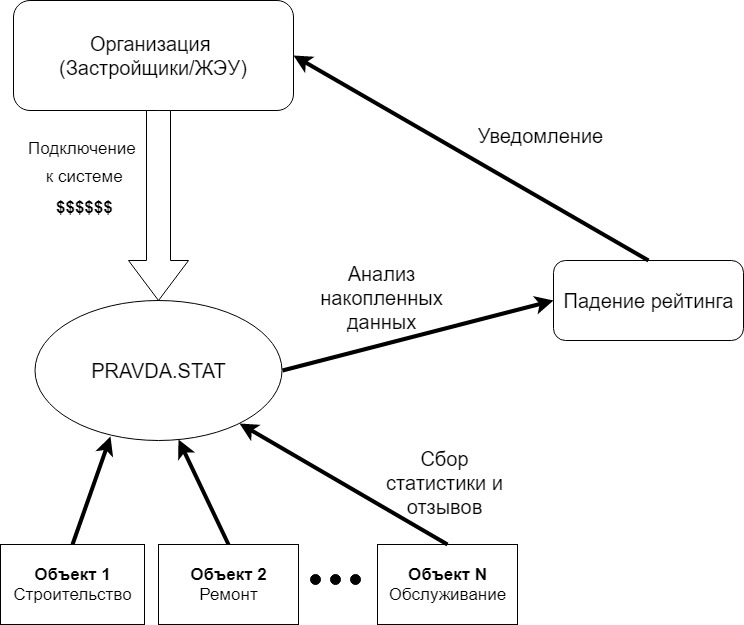 Организация
(Застройщики/ЖЭУ)
Подключение
к системе
$$$$$$
Уведомление
Анализ
накопленных
данных
Падение рейтинга
PRAVDA.STAT
Сбор
статистики и
отзывов
Объект 1
Строительство
Объект 2
Ремонт
Объект N
Обслуживание